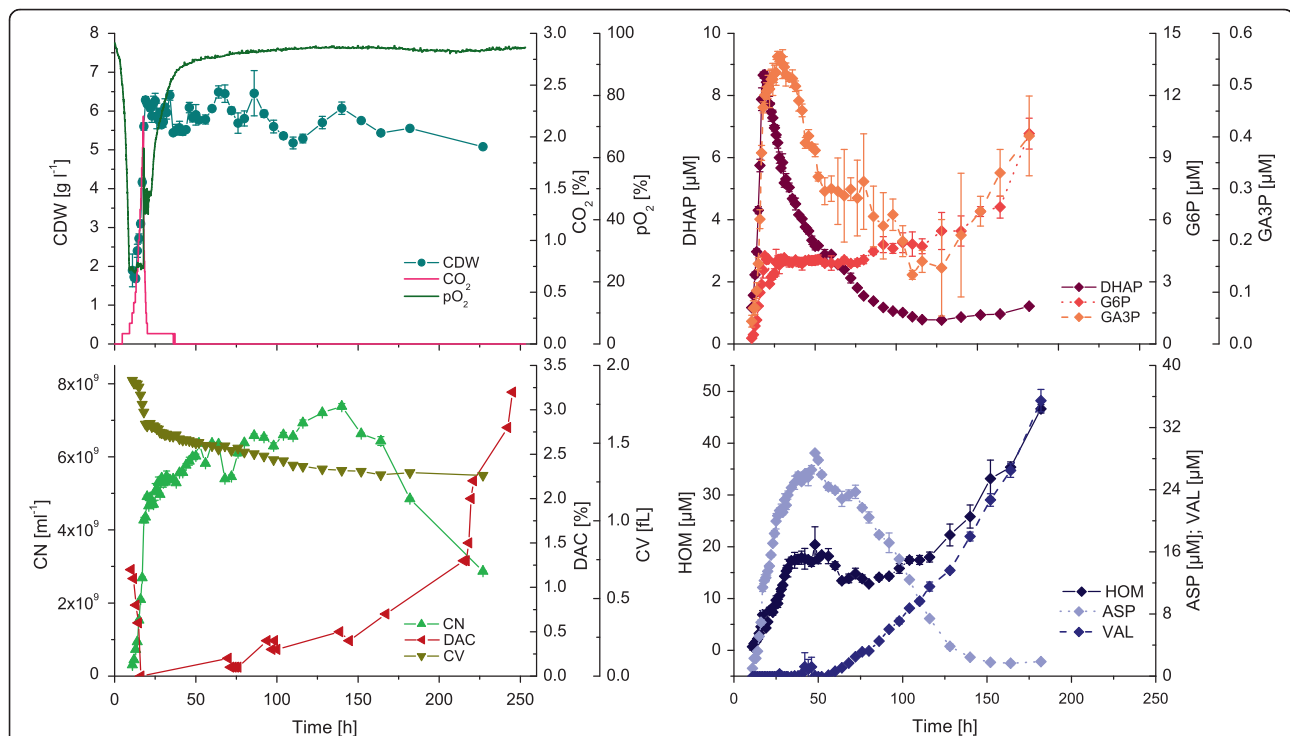 8
7
6
5
4
3
2
1
0
CDW [g l⁻¹]
3.0
2.5
2.0
1.5
1.0
0.5
0.0
CO₂ [%]
100
80
60
40
20
0
pO₂ [%]
CDW
CO₂
pO₂
10
8
6
4
2
0
DHAP [µM]
15
12
9
6
3
0
G6P [µM]
0.6
0.5
0.4
0.3
0.2
0.1
0.0
GA3P [µM]
DHAP
G6P
GA3P
8x10⁹
6x10⁹
4x10⁹
2x10⁹
0
CN [ml⁻¹]
3.5
3.0
2.5
2.0
1.5
1.0
0.5
0.0
DAC [%]
2.0
1.5
1.0
0.5
0.0
CV [fL]
CN
DAC
CV
0 50 100 150 200 250
Time [h]
50
40
30
20
10
0
HOM [µM]
40
32
24
16
8
0
ASP [µM]; VAL [µM]
HOM
ASP
VAL
0 50 100 150 200 250
Time [h]